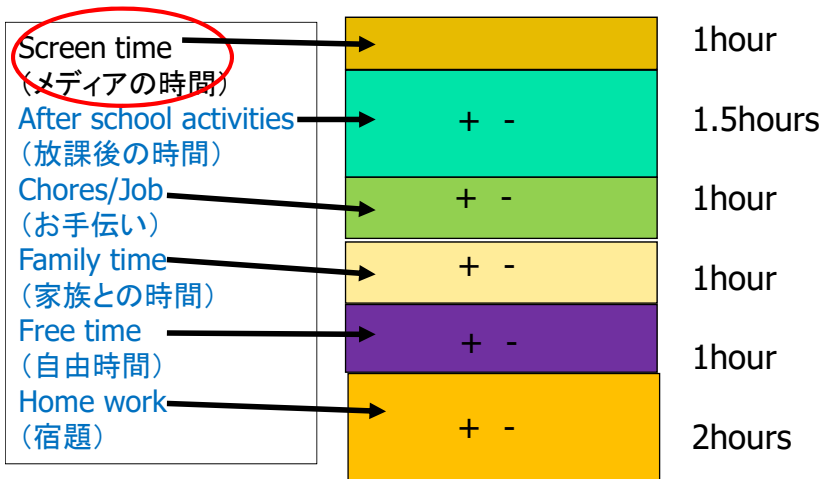 Screen time
（メディアの時間）
After school activities
（放課後の時間）
Chores/Job
（お手伝い）
Family time
（家族との時間）
Free time
（自由時間）
Home work
（宿題）
+ -
+ -
+ -
+ -
+ -
1hour
1.5hours
1hour
1hour
1hour
2hours